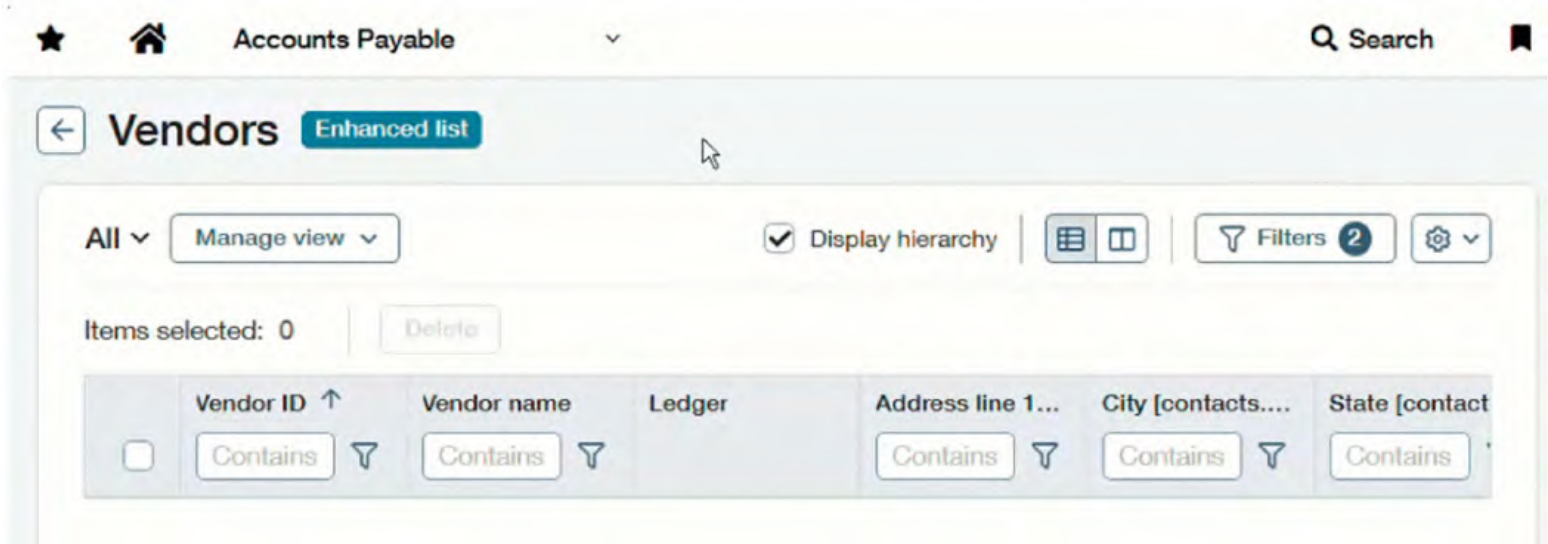 Accounts Payable Search
Vendors Enhanced list
All Manage view Display hierarchy Filters 2
Items selected: 0 Delete
Vendor ID Vendor name Ledger Address line 1... City [contacts.... State [contact
Contains Contains Contains Contains Contains